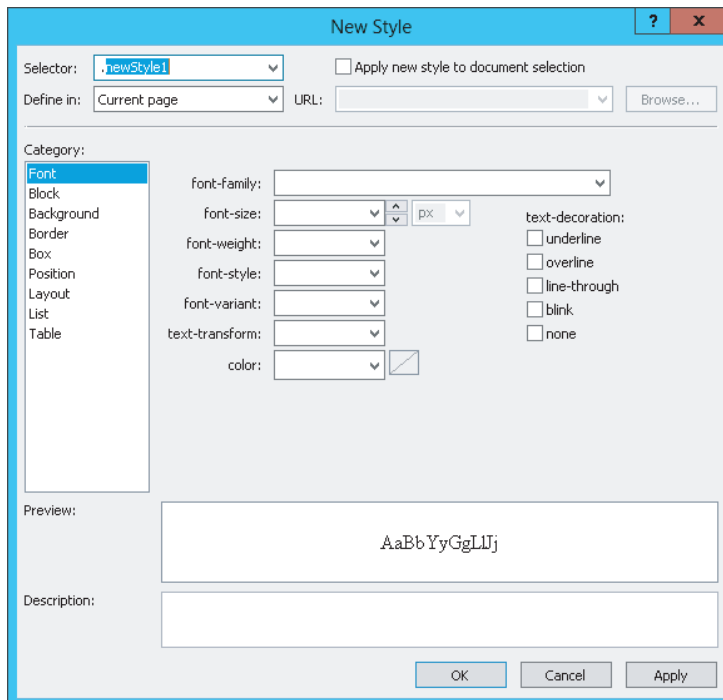 New Style
?
x
Selector: .newStyle1
Apply new style to document selection
Define in: Current page
URL:
Browse...
Category:
Font
Block
Background
Border
Box
Position
Layout
List
Table
font-family:
font-size:
px
font-weight:
font-style:
font-variant:
text-transform:
color:
text-decoration:
underline
overline
line-through
blink
none
Preview:
AaBbYyGgLlJj
Description:
OK
Cancel
Apply